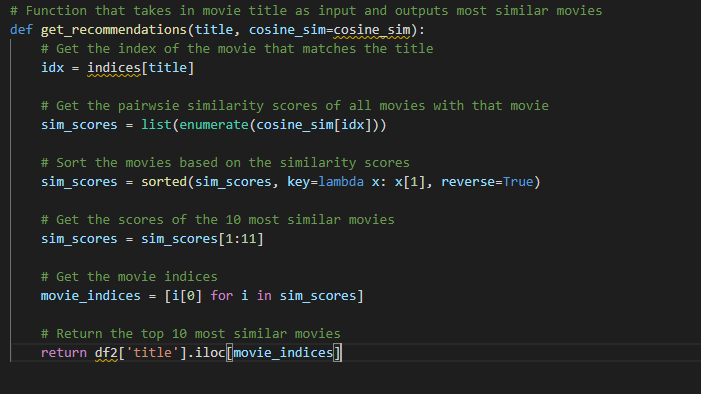 # Function that takes in movie title as input and outputs most similar movies
def get_recommendations(title, cosine_sim=cosine_sim):
    # Get the index of the movie that matches the title
    idx = indices[title]

    # Get the pairwsie similarity scores of all movies with that movie
    sim_scores = list(enumerate(cosine_sim[idx]))

    # Sort the movies based on the similarity scores
    sim_scores = sorted(sim_scores, key=lambda x: x[1], reverse=True)

    # Get the scores of the 10 most similar movies
    sim_scores = sim_scores[1:11]

    # Get the movie indices
    movie_indices = [i[0] for i in sim_scores]

    # Return the top 10 most similar movies
    return df2['title'].iloc[movie_indices]